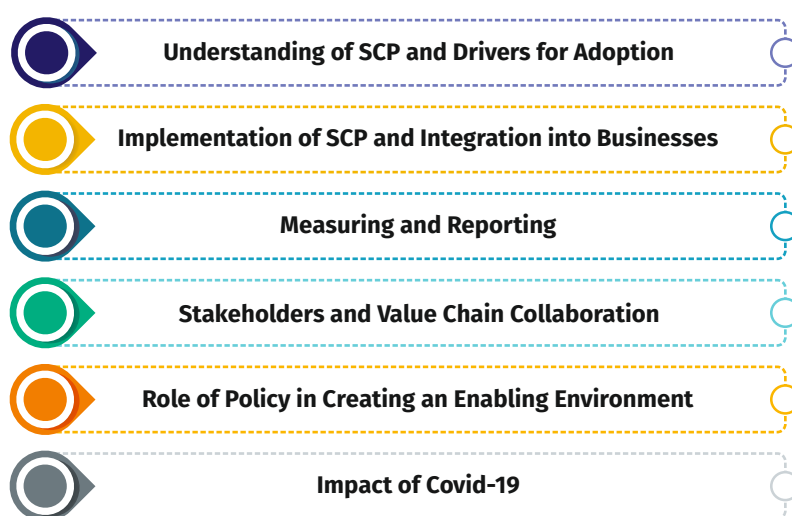 Understanding of SCP and Drivers for Adoption
Implementation of SCP and Integration into Businesses
Measuring and Reporting
Stakeholders and Value Chain Collaboration
Role of Policy in Creating an Enabling Environment
Impact of Covid-19